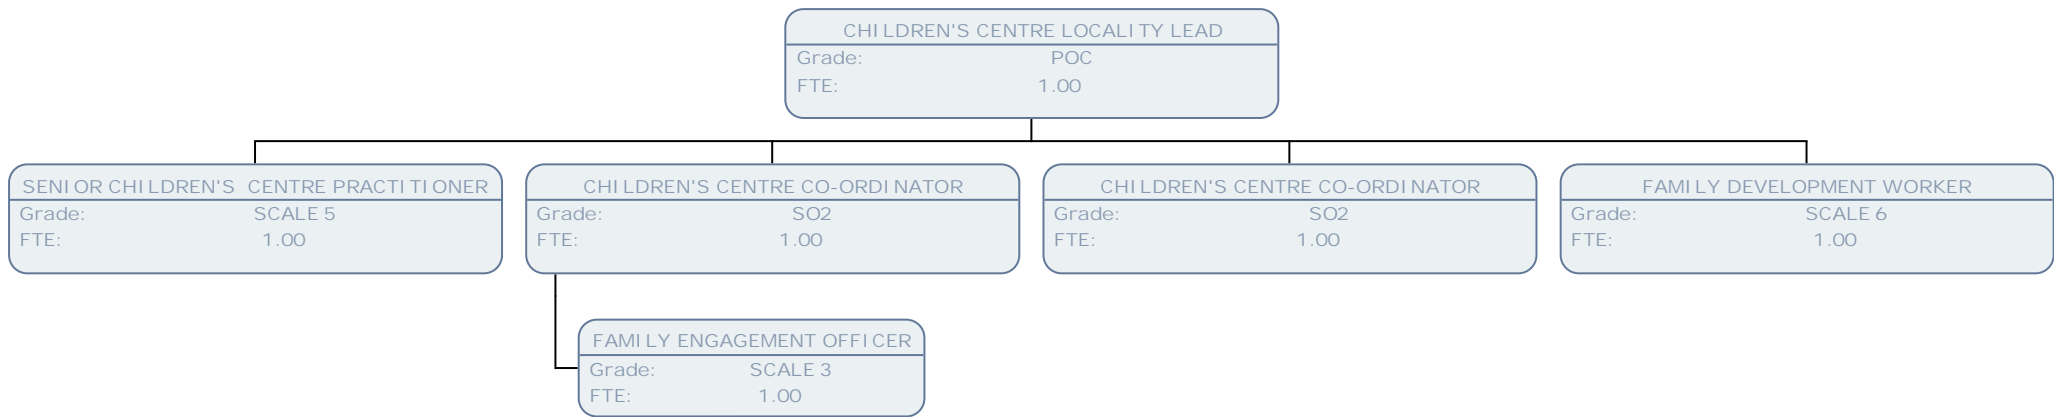 CHILDREN'S CENTRE LOCALITY LEAD
Grade: POC
FTE: 1.00
SENIOR CHILDREN'S CENTRE PRACTITIONER
Grade: SCALE 5
FTE: 1.00
CHILDREN'S CENTRE CO-ORDINATOR
Grade: SO2
FTE: 1.00
CHILDREN'S CENTRE CO-ORDINATOR
Grade: SO2
FTE: 1.00
FAMILY DEVELOPMENT WORKER
Grade: SCALE 6
FTE: 1.00
FAMILY ENGAGEMENT OFFICER
Grade: SCALE 3
FTE: 1.00